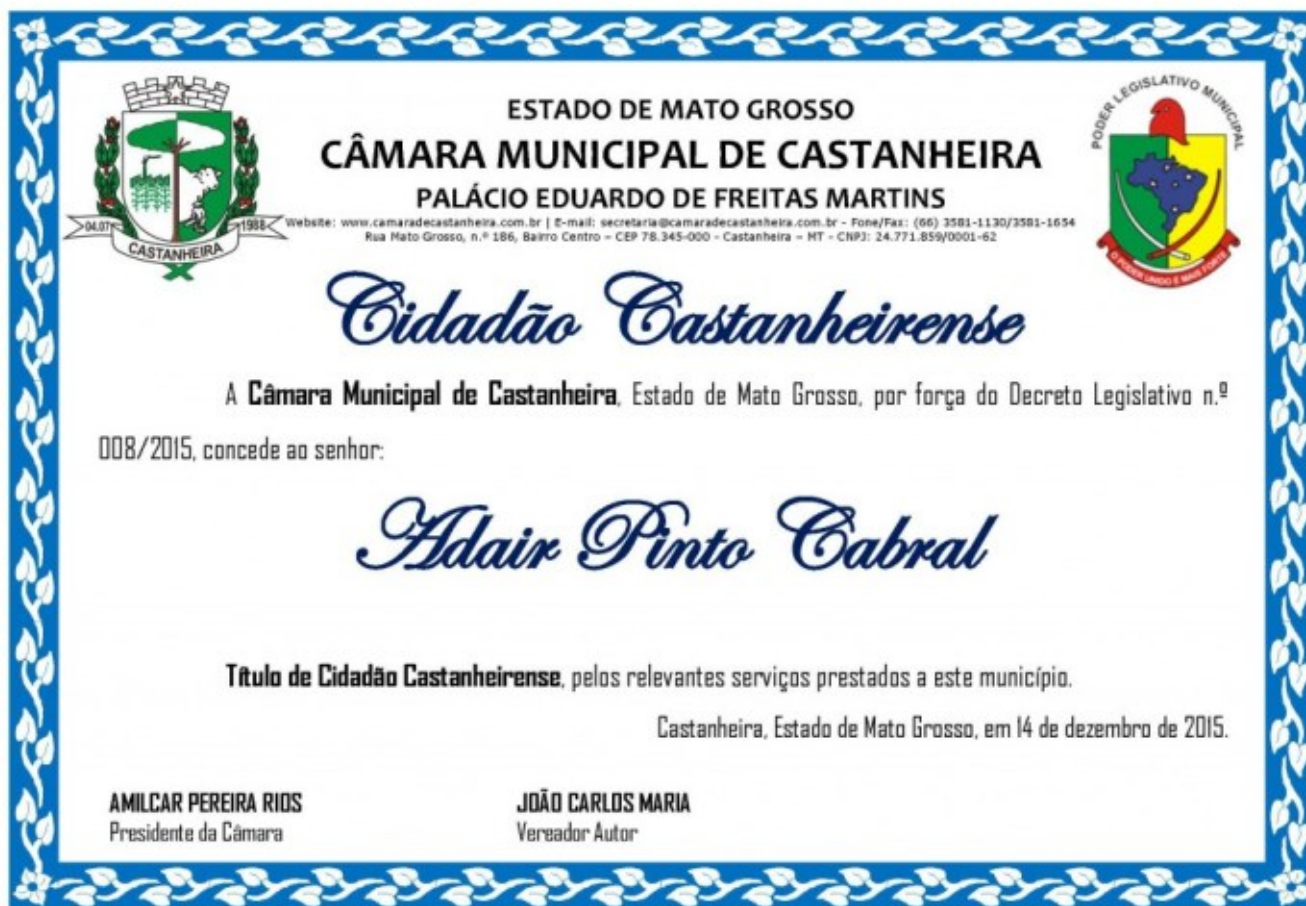 ESTADO DE MATO GROSSO
CÂMARA MUNICIPAL DE CASTANHEIRA
PALÁCIO EDUARDO DE FREITAS MARTINS
Website: www.camaradecastanheira.com.br | E-mail: secretaria@camaradecastanheira.com.br - Fone/Fax: (66) 3581-1130/3581-1654
Rua Mato Grosso, n.º 186, Bairro Centro – CEP 78.345-000 - Castanheira – MT - CNPJ: 24.771.859/0001-62
04.07 1988
CASTANHEIRA
PODER LEGISLATIVO MUNICIPAL
O PODER UNIDO É MAIS FORTE
Cidadão Castanheirense
A Câmara Municipal de Castanheira, Estado de Mato Grosso, por força do Decreto Legislativo n.º
008/2015, concede ao senhor:
Adair Pinto Cabral
Título de Cidadão Castanheirense, pelos relevantes serviços prestados a este município.
Castanheira, Estado de Mato Grosso, em 14 de dezembro de 2015.
AMILCAR PEREIRA RIOS
Presidente da Câmara
JOÃO CARLOS MARIA
Vereador Autor